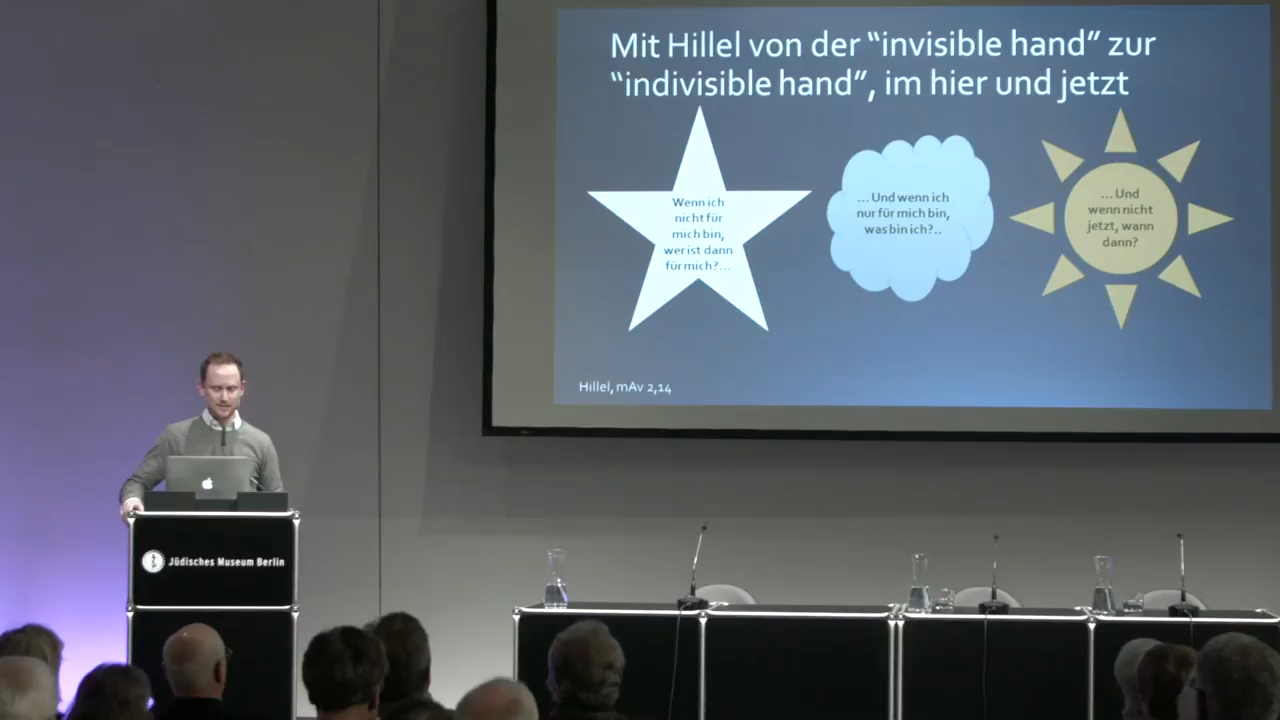 Mit Hillel von der “invisible hand” zur
“indivisible hand”, im hier und jetzt
Wenn ich
nicht für
mich bin,
wer ist dann
für mich?...
... Und wenn ich
nur für mich bin,
was bin ich?..
... Und
wenn nicht
jetzt, wann
dann?
Hillel, mAv 2,14
Jüdisches Museum Berlin